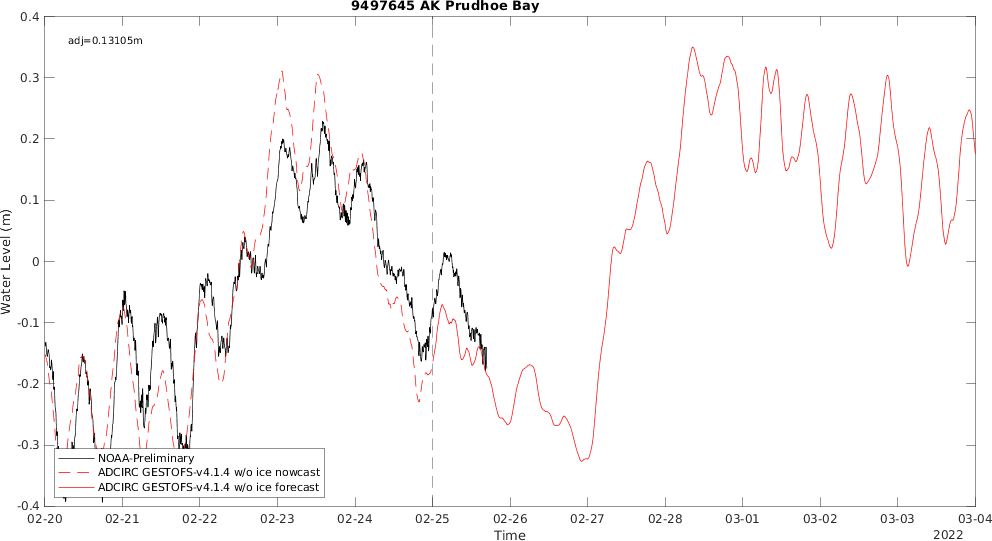 9497645 AK Prudhoe Bay
adj=0.13105m
0.4
0.3
0.2
0.1
0
-0.1
-0.2
-0.3
-0.4
Water Level (m)
NOAA-Preliminary
ADCIRC GESTOFS-v4.1.4 w/o ice nowcast
ADCIRC GESTOFS-v4.1.4 w/o ice forecast
02-20 02-21 02-22 02-23 02-24 02-25 02-26 02-27 02-28 03-01 03-02 03-03 03-04
Time
2022